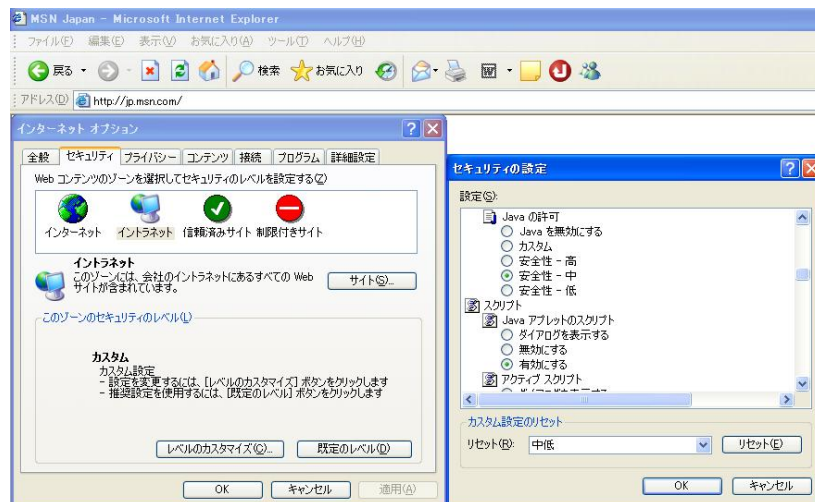 MSN Japan - Microsoft Internet Explorer
ファイル(F) 編集(E) 表示(V) お気に入り(A) ツール(T) ヘルプ(H)
戻る 検索 お気に入り
アドレス(D) http://jp.msn.com/
インターネット オプション
全般 セキュリティ プライバシー コンテンツ 接続 プログラム 詳細設定
Web コンテンツのゾーンを選択してセキュリティのレベルを設定する(Z)
インターネット イントラネット 信頼済みサイト 制限付きサイト
イントラネット
このゾーンには、会社のイントラネットにあるすべての Web
サイトが含まれています。
サイト(S)...
このゾーンのセキュリティのレベル(L)
カスタム
カスタム設定
- 設定を変更するには、[レベルのカスタマイズ] ボタンをクリックします
- 推奨設定を使用するには、[既定のレベル] ボタンをクリックします
レベルのカスタマイズ(C)... 既定のレベル(D)
OK キャンセル 適用(A)
セキュリティの設定
設定(S):
Java の許可
Java を無効にする
カスタム
安全性 - 高
安全性 - 中
安全性 - 低
スクリプト
Java アプレットのスクリプト
ダイアログを表示する
無効にする
有効にする
アクティブ スクリプト
カスタム設定のリセット
リセット(R): 中低 リセット(E)
OK キャンセル